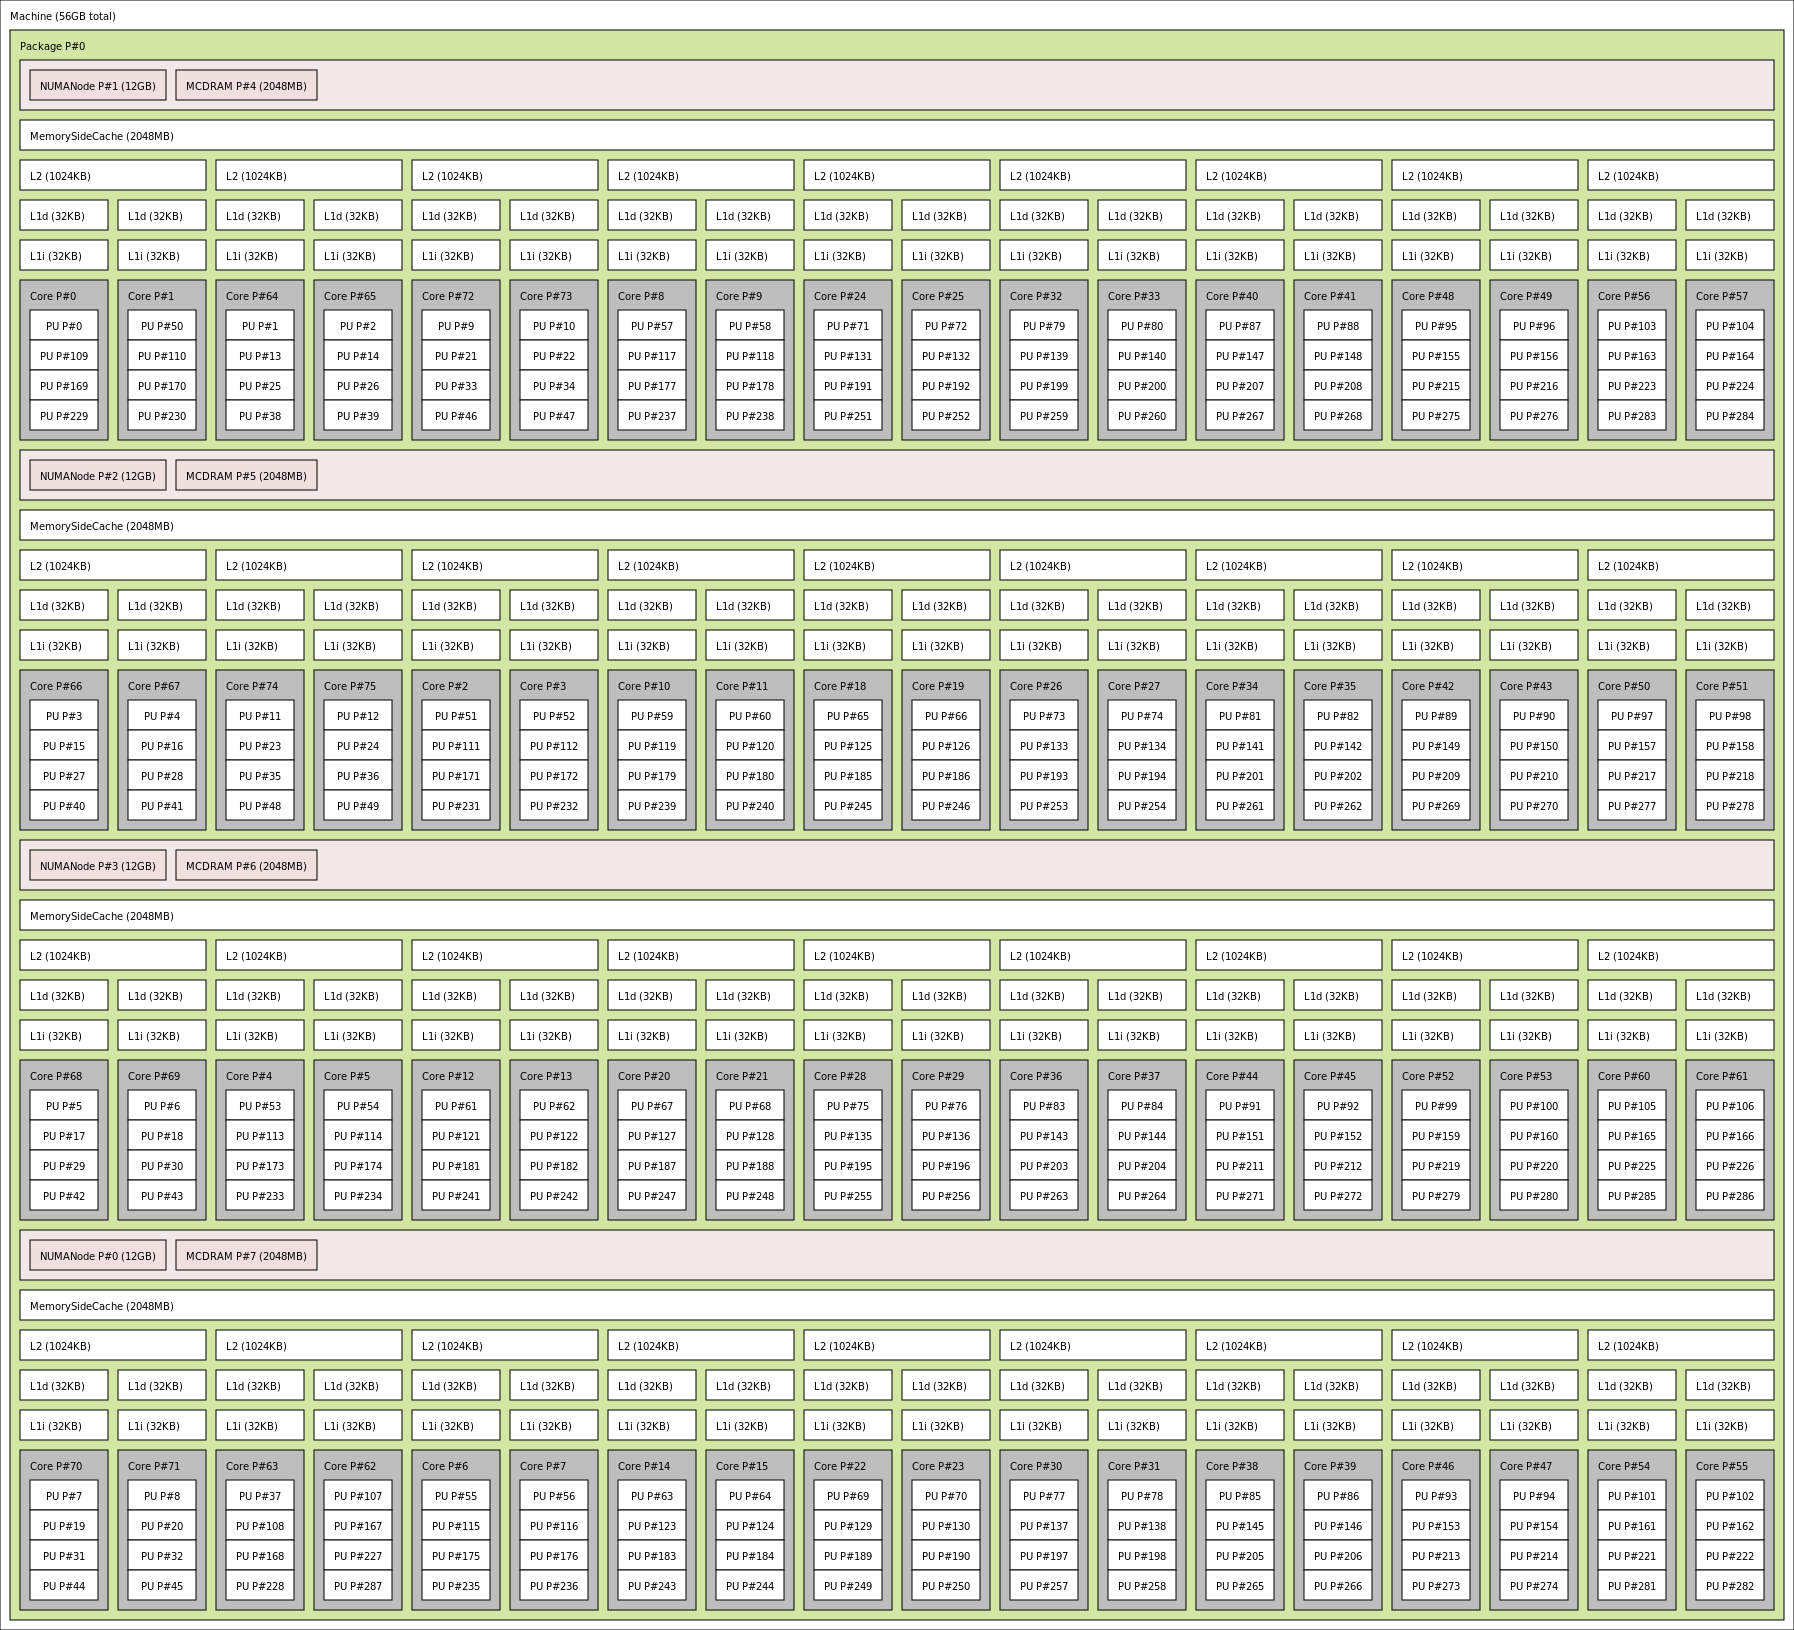 Machine (56GB total)
Package P#0
NUMANode P#1 (12GB) MCDRAM P#4 (2048MB)
MemorySideCache (2048MB)
L2 (1024KB) L2 (1024KB) L2 (1024KB) L2 (1024KB) L2 (1024KB) L2 (1024KB) L2 (1024KB) L2 (1024KB) L2 (1024KB)
L1d (32KB) L1d (32KB) L1d (32KB) L1d (32KB) L1d (32KB) L1d (32KB) L1d (32KB) L1d (32KB) L1d (32KB) L1d (32KB) L1d (32KB) L1d (32KB) L1d (32KB) L1d (32KB) L1d (32KB) L1d (32KB) L1d (32KB) L1d (32KB)
L1i (32KB) L1i (32KB) L1i (32KB) L1i (32KB) L1i (32KB) L1i (32KB) L1i (32KB) L1i (32KB) L1i (32KB) L1i (32KB) L1i (32KB) L1i (32KB) L1i (32KB) L1i (32KB) L1i (32KB) L1i (32KB) L1i (32KB) L1i (32KB)
Core P#0 Core P#1 Core P#64 Core P#65 Core P#72 Core P#73 Core P#8 Core P#9 Core P#24 Core P#25 Core P#32 Core P#33 Core P#40 Core P#41 Core P#48 Core P#49 Core P#56 Core P#57
PU P#0 PU P#50 PU P#1 PU P#2 PU P#9 PU P#10 PU P#57 PU P#58 PU P#71 PU P#72 PU P#79 PU P#80 PU P#87 PU P#88 PU P#95 PU P#96 PU P#103 PU P#104
PU P#109 PU P#110 PU P#13 PU P#14 PU P#21 PU P#22 PU P#117 PU P#118 PU P#131 PU P#132 PU P#139 PU P#140 PU P#147 PU P#148 PU P#155 PU P#156 PU P#163 PU P#164
PU P#169 PU P#170 PU P#25 PU P#26 PU P#33 PU P#34 PU P#177 PU P#178 PU P#191 PU P#192 PU P#199 PU P#200 PU P#207 PU P#208 PU P#215 PU P#216 PU P#223 PU P#224
PU P#229 PU P#230 PU P#38 PU P#39 PU P#46 PU P#47 PU P#237 PU P#238 PU P#251 PU P#252 PU P#259 PU P#260 PU P#267 PU P#268 PU P#275 PU P#276 PU P#283 PU P#284
NUMANode P#2 (12GB) MCDRAM P#5 (2048MB)
MemorySideCache (2048MB)
L2 (1024KB) L2 (1024KB) L2 (1024KB) L2 (1024KB) L2 (1024KB) L2 (1024KB) L2 (1024KB) L2 (1024KB) L2 (1024KB)
L1d (32KB) L1d (32KB) L1d (32KB) L1d (32KB) L1d (32KB) L1d (32KB) L1d (32KB) L1d (32KB) L1d (32KB) L1d (32KB) L1d (32KB) L1d (32KB) L1d (32KB) L1d (32KB) L1d (32KB) L1d (32KB) L1d (32KB) L1d (32KB)
L1i (32KB) L1i (32KB) L1i (32KB) L1i (32KB) L1i (32KB) L1i (32KB) L1i (32KB) L1i (32KB) L1i (32KB) L1i (32KB) L1i (32KB) L1i (32KB) L1i (32KB) L1i (32KB) L1i (32KB) L1i (32KB) L1i (32KB) L1i (32KB)
Core P#66 Core P#67 Core P#74 Core P#75 Core P#2 Core P#3 Core P#10 Core P#11 Core P#18 Core P#19 Core P#26 Core P#27 Core P#34 Core P#35 Core P#42 Core P#43 Core P#50 Core P#51
PU P#3 PU P#4 PU P#11 PU P#12 PU P#51 PU P#52 PU P#59 PU P#60 PU P#65 PU P#66 PU P#73 PU P#74 PU P#81 PU P#82 PU P#89 PU P#90 PU P#97 PU P#98
PU P#15 PU P#16 PU P#23 PU P#24 PU P#111 PU P#112 PU P#119 PU P#120 PU P#125 PU P#126 PU P#133 PU P#134 PU P#141 PU P#142 PU P#149 PU P#150 PU P#157 PU P#158
PU P#27 PU P#28 PU P#35 PU P#36 PU P#171 PU P#172 PU P#179 PU P#180 PU P#185 PU P#186 PU P#193 PU P#194 PU P#201 PU P#202 PU P#209 PU P#210 PU P#217 PU P#218
PU P#40 PU P#41 PU P#48 PU P#49 PU P#231 PU P#232 PU P#239 PU P#240 PU P#245 PU P#246 PU P#253 PU P#254 PU P#261 PU P#262 PU P#269 PU P#270 PU P#277 PU P#278
NUMANode P#3 (12GB) MCDRAM P#6 (2048MB)
MemorySideCache (2048MB)
L2 (1024KB) L2 (1024KB) L2 (1024KB) L2 (1024KB) L2 (1024KB) L2 (1024KB) L2 (1024KB) L2 (1024KB) L2 (1024KB)
L1d (32KB) L1d (32KB) L1d (32KB) L1d (32KB) L1d (32KB) L1d (32KB) L1d (32KB) L1d (32KB) L1d (32KB) L1d (32KB) L1d (32KB) L1d (32KB) L1d (32KB) L1d (32KB) L1d (32KB) L1d (32KB) L1d (32KB) L1d (32KB)
L1i (32KB) L1i (32KB) L1i (32KB) L1i (32KB) L1i (32KB) L1i (32KB) L1i (32KB) L1i (32KB) L1i (32KB) L1i (32KB) L1i (32KB) L1i (32KB) L1i (32KB) L1i (32KB) L1i (32KB) L1i (32KB) L1i (32KB) L1i (32KB)
Core P#68 Core P#69 Core P#4 Core P#5 Core P#12 Core P#13 Core P#20 Core P#21 Core P#28 Core P#29 Core P#36 Core P#37 Core P#44 Core P#45 Core P#52 Core P#53 Core P#60 Core P#61
PU P#5 PU P#6 PU P#53 PU P#54 PU P#61 PU P#62 PU P#67 PU P#68 PU P#75 PU P#76 PU P#83 PU P#84 PU P#91 PU P#92 PU P#99 PU P#100 PU P#105 PU P#106
PU P#17 PU P#18 PU P#113 PU P#114 PU P#121 PU P#122 PU P#127 PU P#128 PU P#135 PU P#136 PU P#143 PU P#144 PU P#151 PU P#152 PU P#159 PU P#160 PU P#165 PU P#166
PU P#29 PU P#30 PU P#173 PU P#174 PU P#181 PU P#182 PU P#187 PU P#188 PU P#195 PU P#196 PU P#203 PU P#204 PU P#211 PU P#212 PU P#219 PU P#220 PU P#225 PU P#226
PU P#42 PU P#43 PU P#233 PU P#234 PU P#241 PU P#242 PU P#247 PU P#248 PU P#255 PU P#256 PU P#263 PU P#264 PU P#271 PU P#272 PU P#279 PU P#280 PU P#285 PU P#286
NUMANode P#0 (12GB) MCDRAM P#7 (2048MB)
MemorySideCache (2048MB)
L2 (1024KB) L2 (1024KB) L2 (1024KB) L2 (1024KB) L2 (1024KB) L2 (1024KB) L2 (1024KB) L2 (1024KB) L2 (1024KB)
L1d (32KB) L1d (32KB) L1d (32KB) L1d (32KB) L1d (32KB) L1d (32KB) L1d (32KB) L1d (32KB) L1d (32KB) L1d (32KB) L1d (32KB) L1d (32KB) L1d (32KB) L1d (32KB) L1d (32KB) L1d (32KB) L1d (32KB) L1d (32KB)
L1i (32KB) L1i (32KB) L1i (32KB) L1i (32KB) L1i (32KB) L1i (32KB) L1i (32KB) L1i (32KB) L1i (32KB) L1i (32KB) L1i (32KB) L1i (32KB) L1i (32KB) L1i (32KB) L1i (32KB) L1i (32KB) L1i (32KB) L1i (32KB)
Core P#70 Core P#71 Core P#63 Core P#62 Core P#6 Core P#7 Core P#14 Core P#15 Core P#22 Core P#23 Core P#30 Core P#31 Core P#38 Core P#39 Core P#46 Core P#47 Core P#54 Core P#55
PU P#7 PU P#8 PU P#37 PU P#107 PU P#55 PU P#56 PU P#63 PU P#64 PU P#69 PU P#70 PU P#77 PU P#78 PU P#85 PU P#86 PU P#93 PU P#94 PU P#101 PU P#102
PU P#19 PU P#20 PU P#108 PU P#167 PU P#115 PU P#116 PU P#123 PU P#124 PU P#129 PU P#130 PU P#137 PU P#138 PU P#145 PU P#146 PU P#153 PU P#154 PU P#161 PU P#162
PU P#31 PU P#32 PU P#168 PU P#227 PU P#175 PU P#176 PU P#183 PU P#184 PU P#189 PU P#190 PU P#197 PU P#198 PU P#205 PU P#206 PU P#213 PU P#214 PU P#221 PU P#222
PU P#44 PU P#45 PU P#228 PU P#287 PU P#235 PU P#236 PU P#243 PU P#244 PU P#249 PU P#250 PU P#257 PU P#258 PU P#265 PU P#266 PU P#273 PU P#274 PU P#281 PU P#282